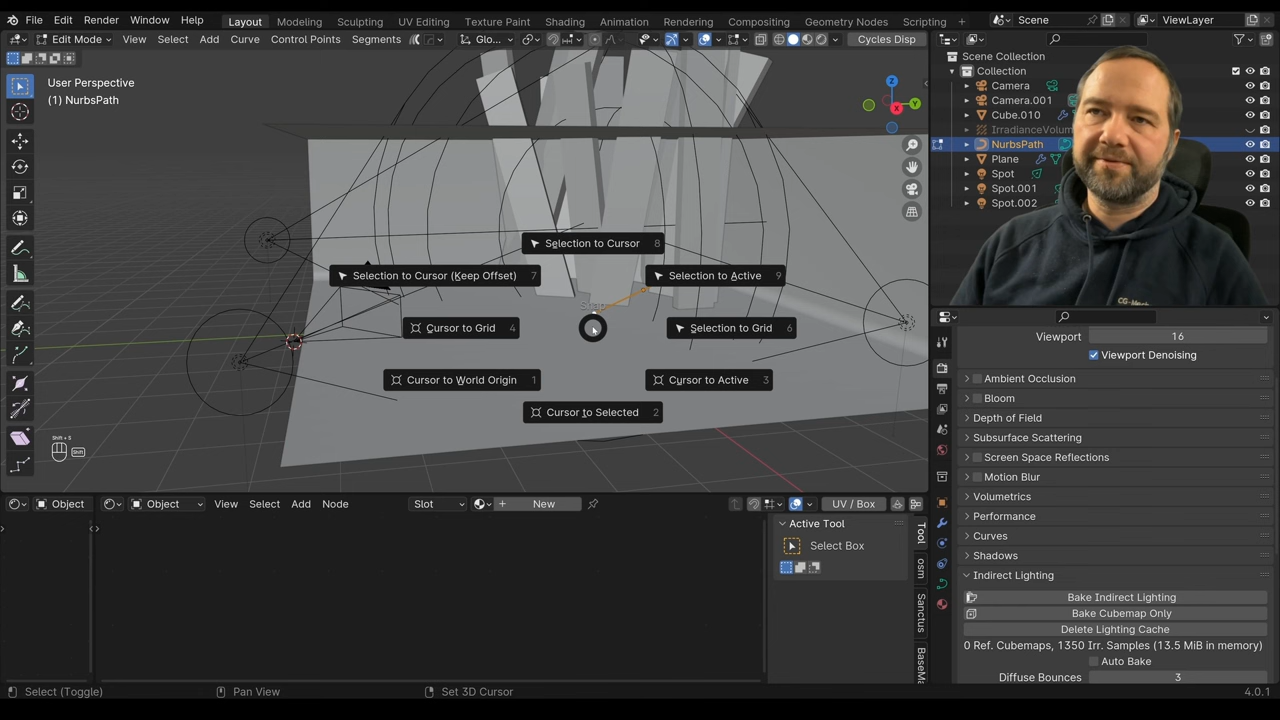 File Edit Render Window Help Layout Modeling Sculpting UV Editing Texture Paint Shading Animation Rendering Compositing Geometry Nodes Scripting + Scene ViewLayer
Edit Mode View Select Add Curve Control Points Segments Glo... Cycles Disp
User Perspective
(1) NurbsPath
Selection to Cursor 8
Selection to Cursor (Keep Offset) 7
Selection to Active 9
Cursor to Grid 4
Selection to Grid 6
Cursor to World Origin 1
Cursor to Active 3
Cursor to Selected 2
Z
Y
X
Shift + S
Shift
Scene Collection
Collection
Camera
Camera.001
Cube.010
IrradianceVolum
NurbsPath
Plane
Spot
Spot.001
Spot.002
Viewport 16
Viewport Denoising
Ambient Occlusion
Bloom
Depth of Field
Subsurface Scattering
Screen Space Reflections
Motion Blur
Volumetrics
Performance
Curves
Shadows
Indirect Lighting
Bake Indirect Lighting
Bake Cubemap Only
Delete Lighting Cache
0 Ref. Cubemaps, 1350 Irr. Samples (13.5 MiB in memory)
Auto Bake
Diffuse Bounces 3
Object Object View Select Add Node Slot + New UV / Box
Active Tool
Select Box
Tool
osm
Sanctus
BaseMa
Select (Toggle) Pan View Set 3D Cursor 4.0.1